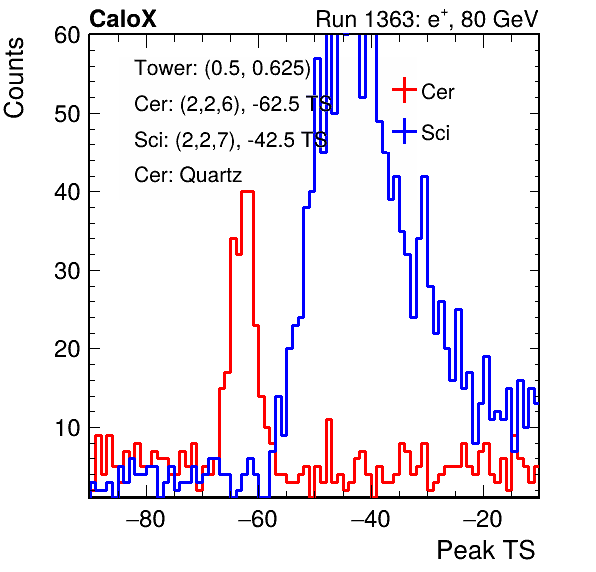 CaloX Run 1363: e⁺, 80 GeV
Counts
60
50
40
30
20
10
Tower: (0.5, 0.625)
Cer: (2,2,6), -62.5 TS
Sci: (2,2,7), -42.5 TS
Cer: Quartz
Cer
Sci
−80 −60 −40 −20
Peak TS